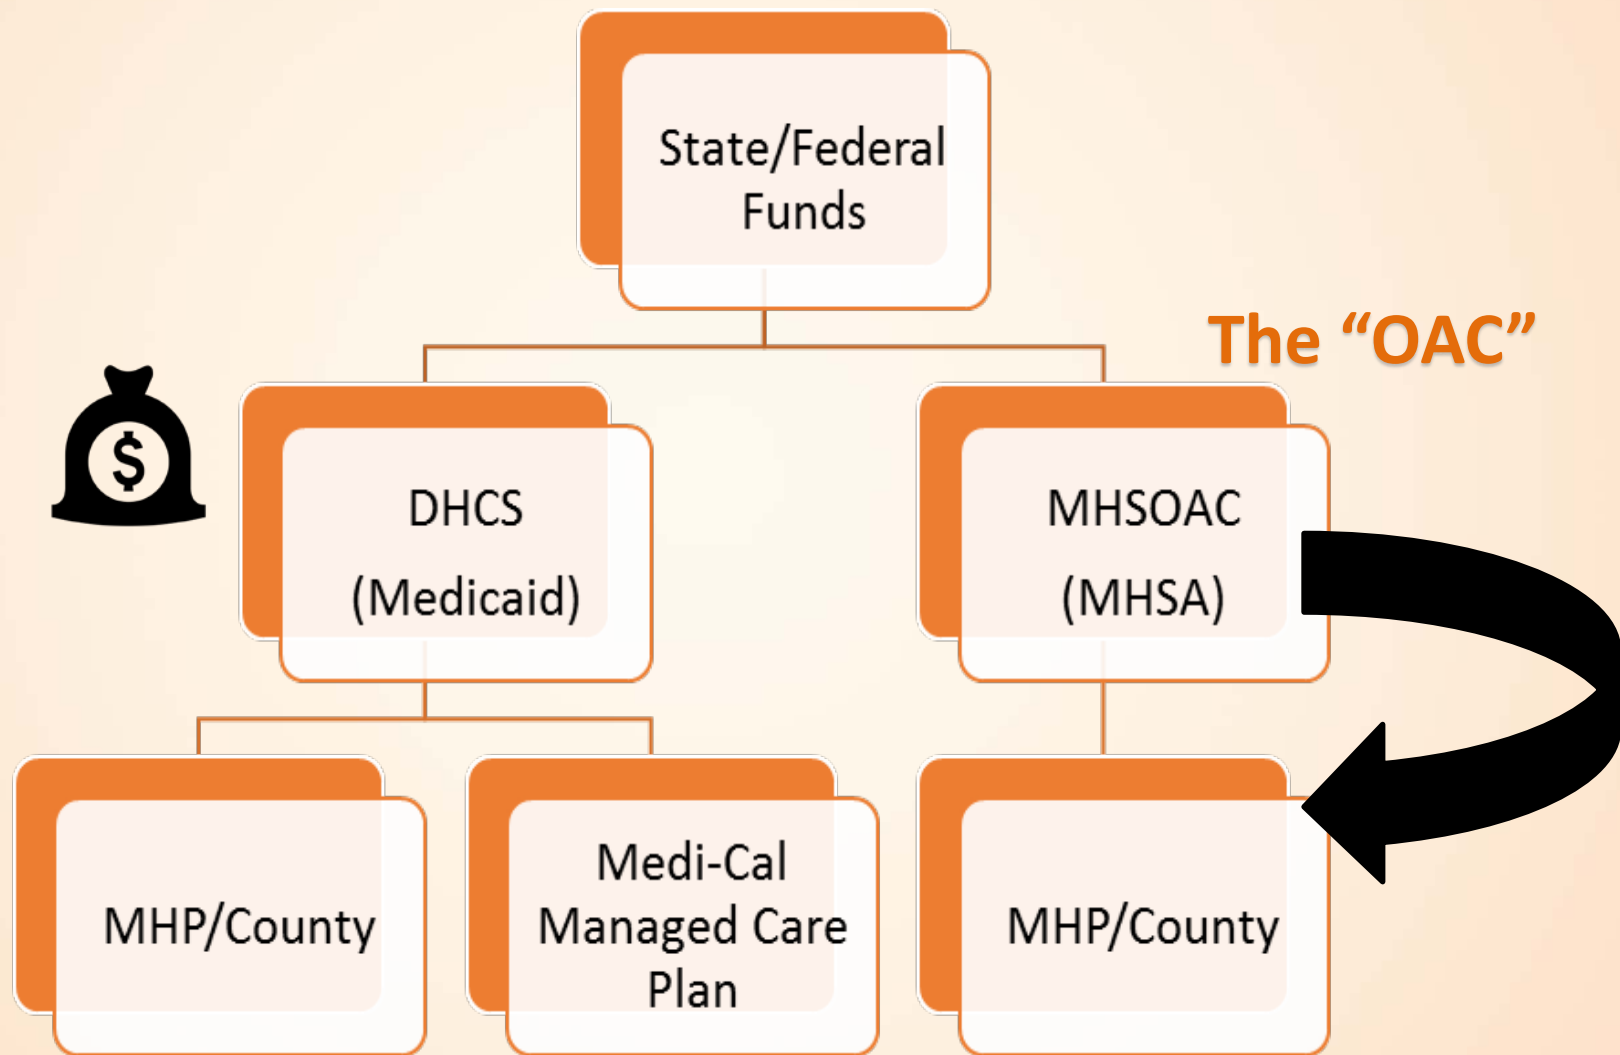 State/Federal
Funds
The “OAC”
$
DHCS
(Medicaid)
MHSOAC
(MHSA)
MHP/County
Medi-Cal
Managed Care
Plan
MHP/County